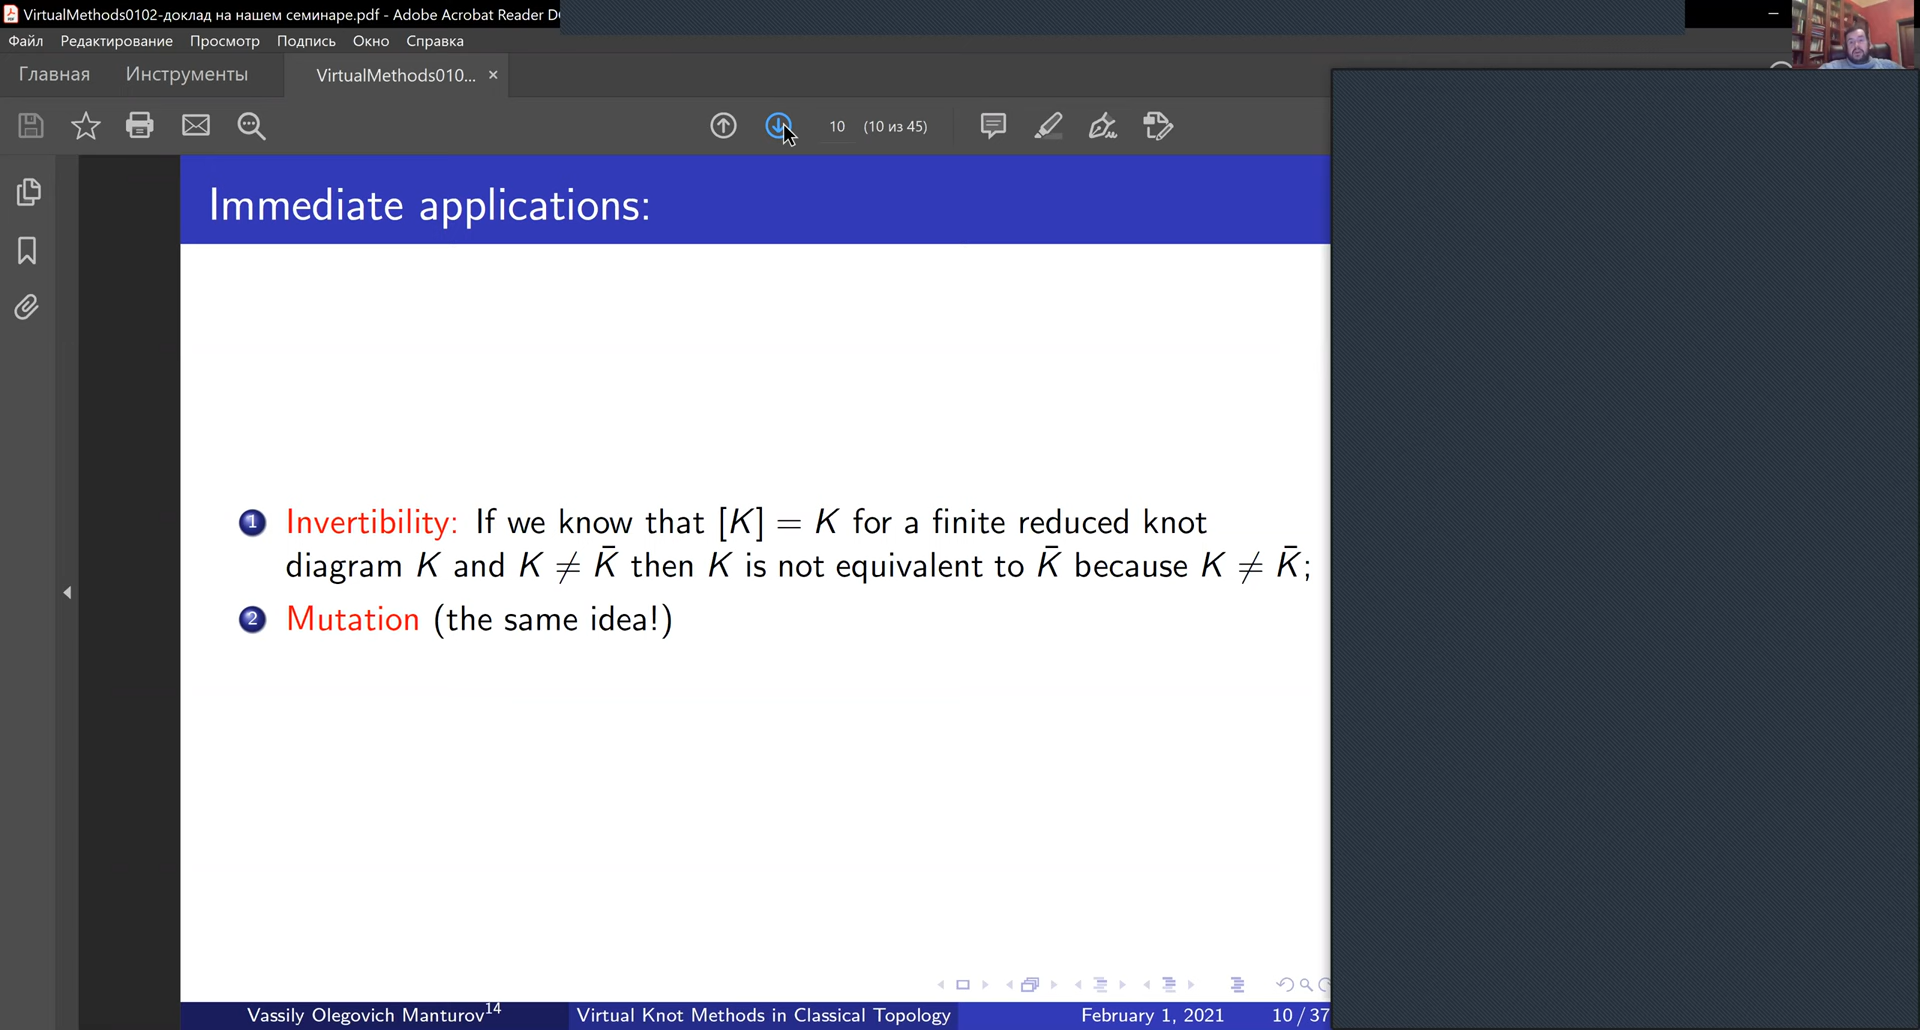 VirtualMethods0102-доклад на нашем семинаре.pdf - Adobe Acrobat Reader
Файл Редактирование Просмотр Подпись Окно Справка
Главная Инструменты VirtualMethods010... ×
10 (10 из 45)
Immediate applications:
1 Invertibility: If we know that [K] = K for a finite reduced knot
diagram K and K ≠ K̄ then K is not equivalent to K̄ because K ≠ K̄;
2 Mutation (the same idea!)
Vassily Olegovich Manturov¹⁴ Virtual Knot Methods in Classical Topology February 1, 2021 10 / 37